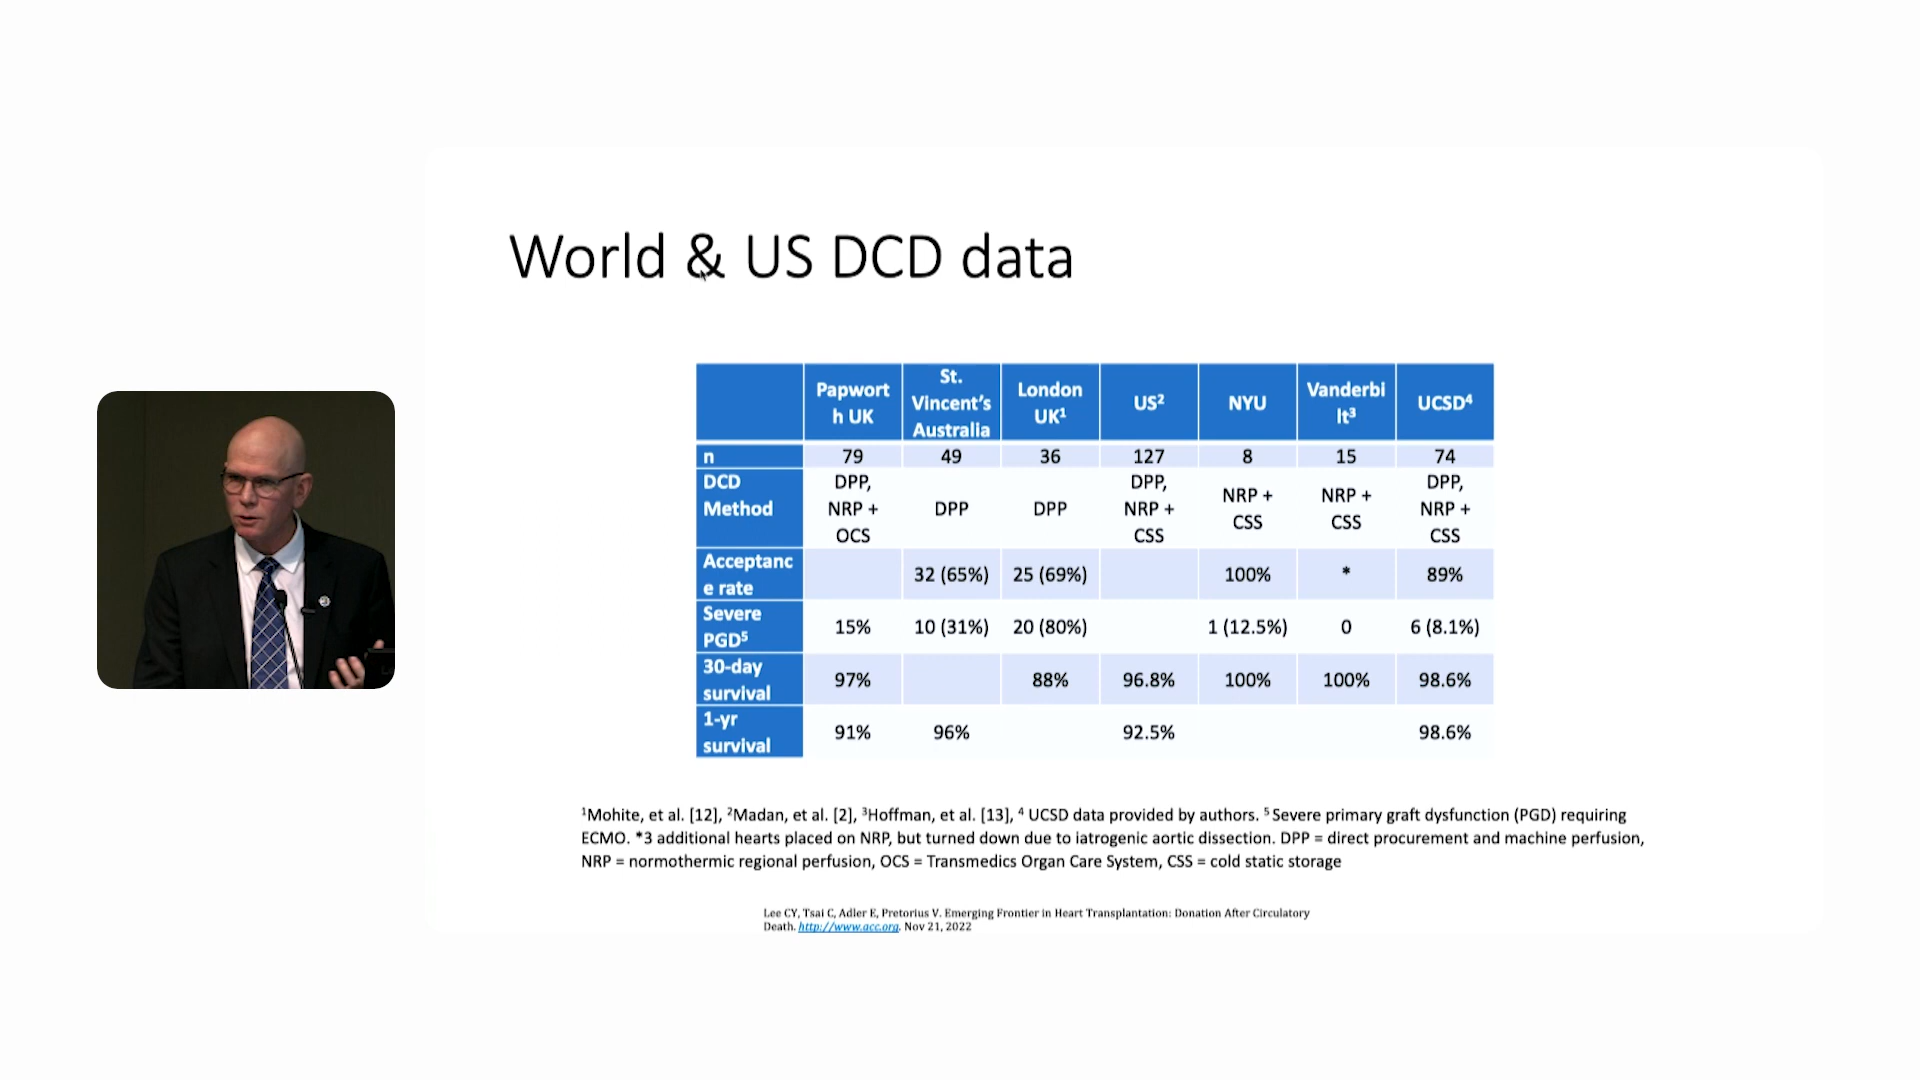 World & US DCD data
Papwort
h UK
St.
Vincent's
Australia
London
UK¹
US²
NYU
Vanderbi
lt³
UCSD⁴
n
79
49
36
127
8
15
74
DCD
Method
DPP,
NRP +
OCS
DPP
DPP
DPP,
NRP +
CSS
NRP +
CSS
NRP +
CSS
DPP,
NRP +
CSS
Acceptanc
e rate
32 (65%)
25 (69%)
100%
*
89%
Severe
PGD⁵
15%
10 (31%)
20 (80%)
1 (12.5%)
0
6 (8.1%)
30-day
survival
97%
88%
96.8%
100%
100%
98.6%
1-yr
survival
91%
96%
92.5%
98.6%
¹Mohite, et al. [12], ²Madan, et al. [2], ³Hoffman, et al. [13], ⁴ UCSD data provided by authors. ⁵ Severe primary graft dysfunction (PGD) requiring
ECMO. *3 additional hearts placed on NRP, but turned down due to iatrogenic aortic dissection. DPP = direct procurement and machine perfusion,
NRP = normothermic regional perfusion, OCS = Transmedics Organ Care System, CSS = cold static storage
Lee CY, Tsai C, Adler E, Pretorius V. Emerging Frontier in Heart Transplantation: Donation After Circulatory
Death. http://www.acc.org. Nov 21, 2022